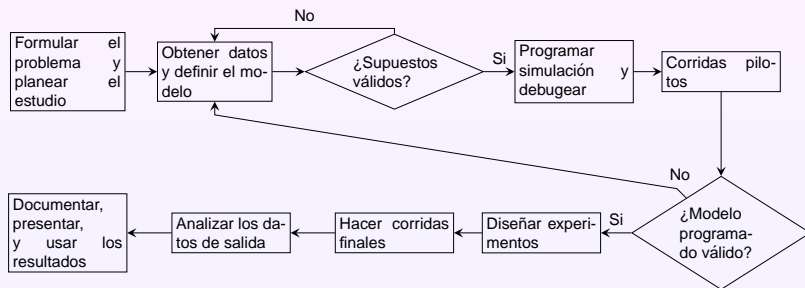 No
Formular el
problema y
planear el
estudio
Obtener datos
y definir el mo-
delo
¿Supuestos
válidos?
Si
Programar
simulación y
debugear
Corridas pilo-
tos
No
Documentar,
presentar,
y usar los
resultados
Analizar los da-
tos de salida
Hacer corridas
finales
Diseñar experi-
mentos
Si
¿Modelo
programa-
do válido?